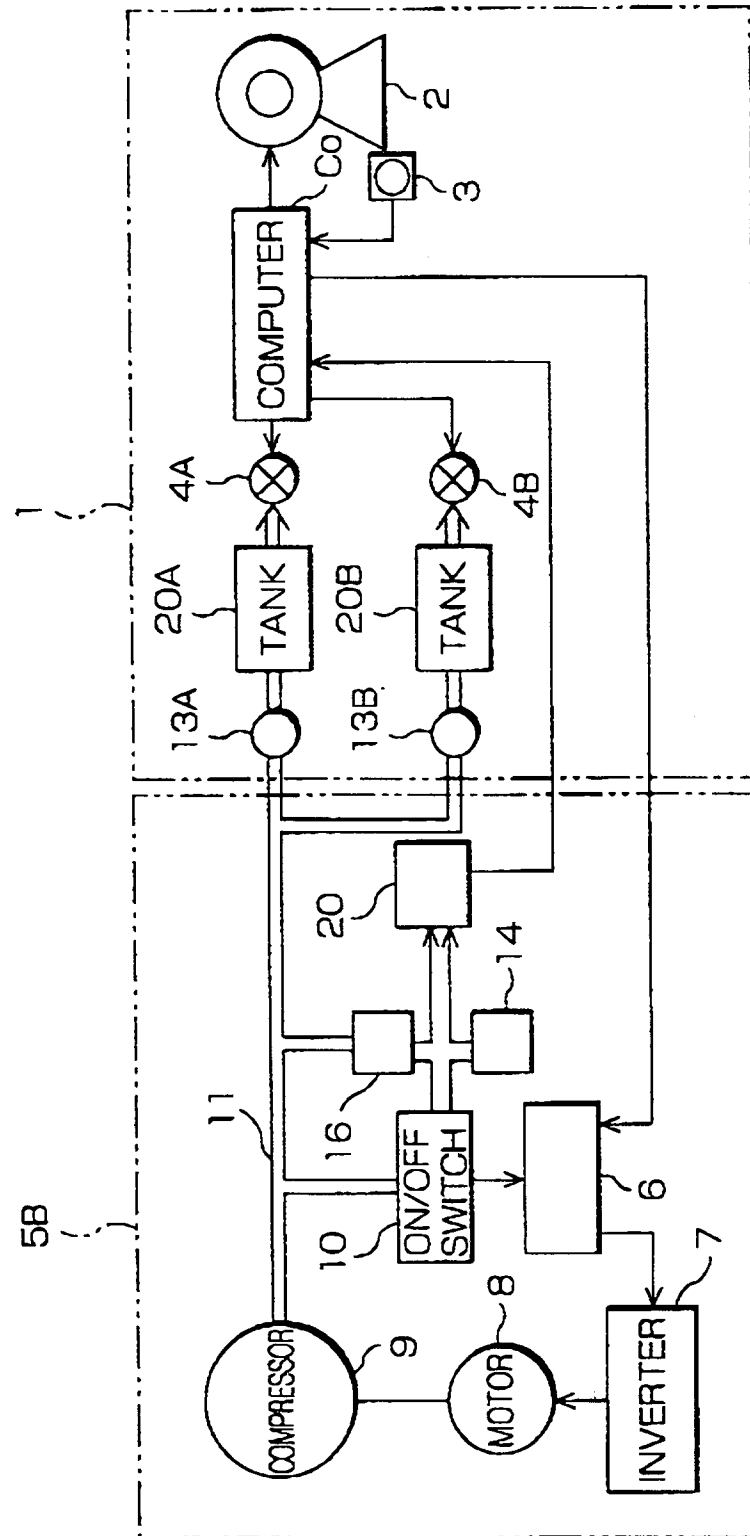 1
5B
20A
4A
13A
TANK
COMPUTER
Co
2
3
20B
4B
13B
TANK
11
16
20
14
10
ON/OFF
SWITCH
6
COMPRESSOR
9
MOTOR
8
INVERTER
7